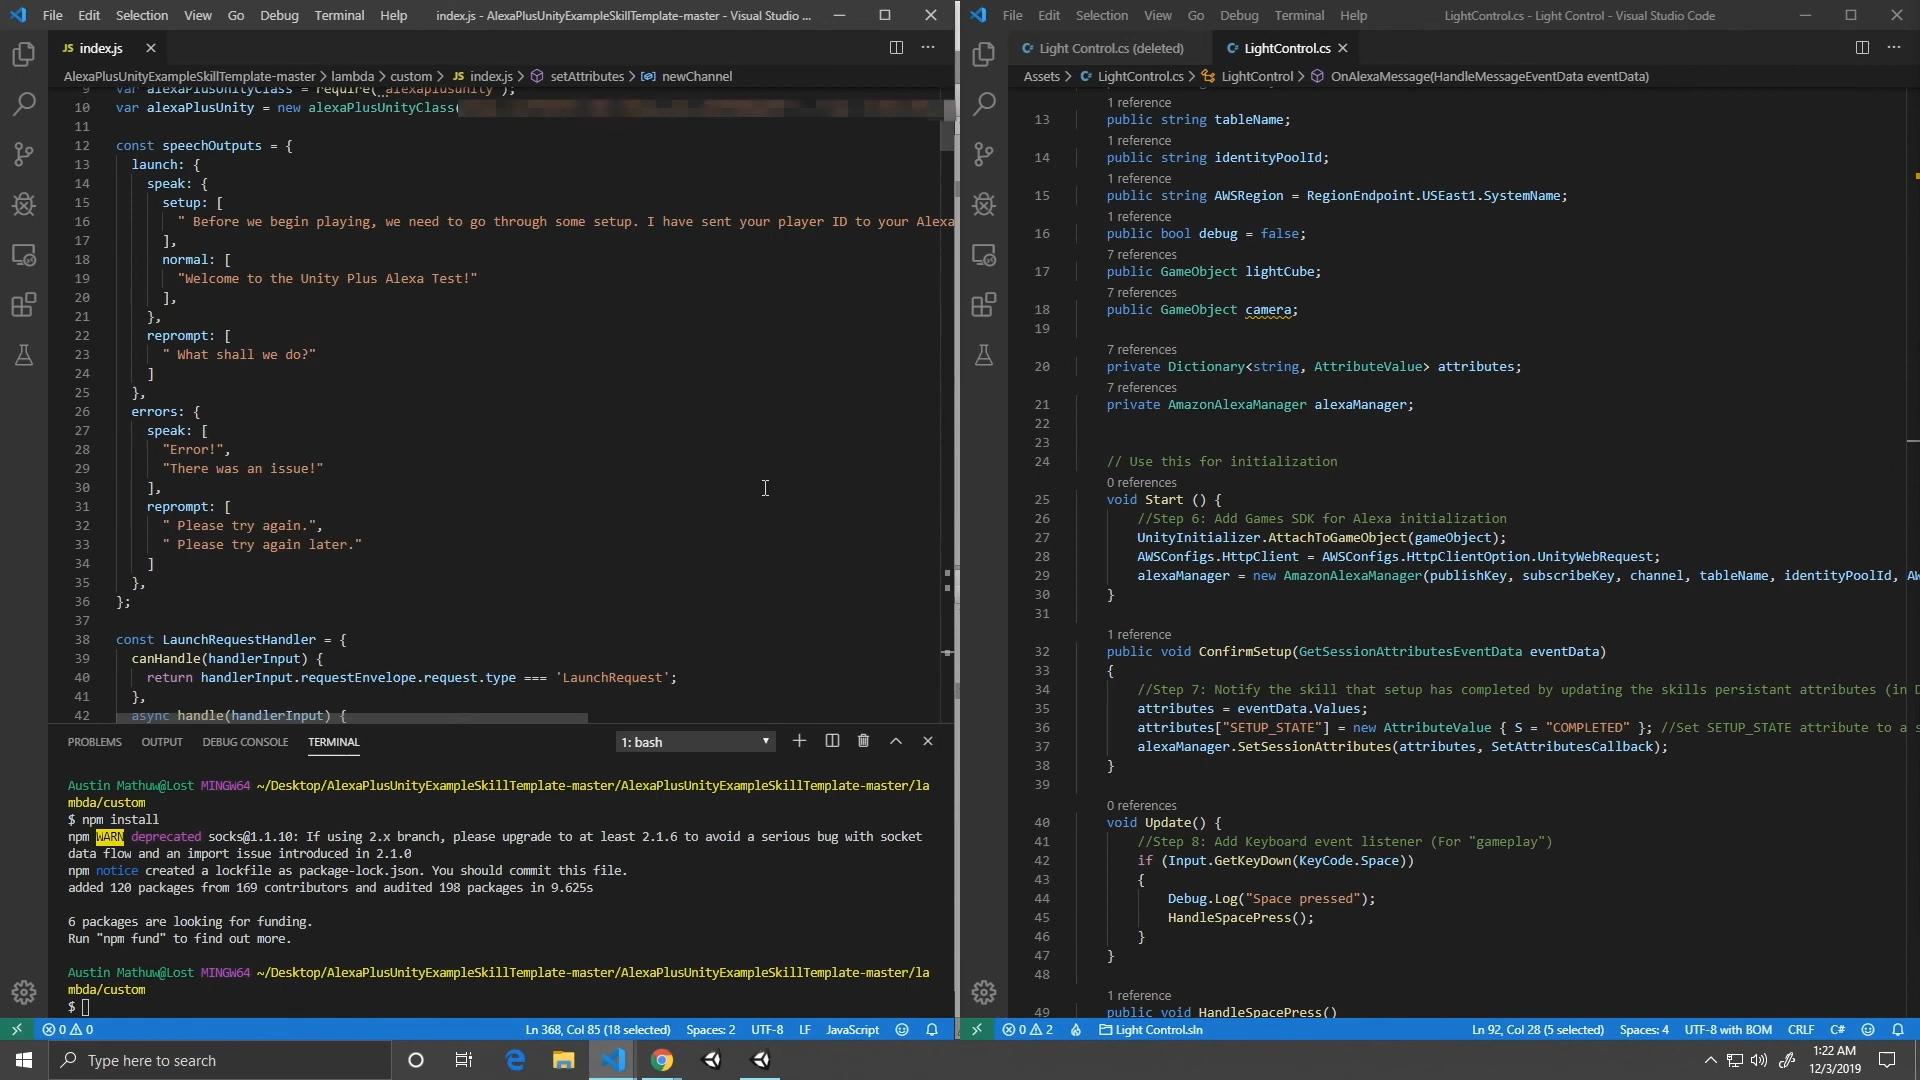 File Edit Selection View Go Debug Terminal Help index.js - AlexaPlusUnityExampleSkillTemplate-master - Visual Studio ...
JS index.js
AlexaPlusUnityExampleSkillTemplate-master > lambda > custom > JS index.js > setAttributes > newChannel
9 var alexaPlusUnityClass = require('alexaplusunity');
10 var alexaPlusUnity = new alexaPlusUnityClass(
11
12 const speechOutputs = {
13 launch: {
14 speak: {
15 setup: [
16 " Before we begin playing, we need to go through some setup. I have sent your player ID to your Alexa
17 ],
18 normal: [
19 "Welcome to the Unity Plus Alexa Test!"
20 ],
21 },
22 reprompt: [
23 " What shall we do?"
24 ]
25 },
26 errors: {
27 speak: [
28 "Error!",
29 "There was an issue!"
30 ],
31 reprompt: [
32 " Please try again.",
33 " Please try again later."
34 ]
35 },
36 };
37
38 const LaunchRequestHandler = {
39 canHandle(handlerInput) {
40 return handlerInput.requestEnvelope.request.type === 'LaunchRequest';
41 },
42 async handle(handlerInput) {
PROBLEMS OUTPUT DEBUG CONSOLE TERMINAL 1: bash
Austin Mathuw@Lost MINGW64 ~/Desktop/AlexaPlusUnityExampleSkillTemplate-master/AlexaPlusUnityExampleSkillTemplate-master/la
mbda/custom
$ npm install
npm WARN deprecated socks@1.1.10: If using 2.x branch, please upgrade to at least 2.1.6 to avoid a serious bug with socket
data flow and an import issue introduced in 2.1.0
npm notice created a lockfile as package-lock.json. You should commit this file.
added 120 packages from 169 contributors and audited 198 packages in 9.625s
6 packages are looking for funding.
Run "npm fund" to find out more.
Austin Mathuw@Lost MINGW64 ~/Desktop/AlexaPlusUnityExampleSkillTemplate-master/AlexaPlusUnityExampleSkillTemplate-master/la
mbda/custom
$
0 0 Ln 368, Col 85 (18 selected) Spaces: 2 UTF-8 LF JavaScript
File Edit Selection View Go Debug Terminal Help LightControl.cs - Light Control - Visual Studio Code
Light Control.cs (deleted) LightControl.cs
Assets > LightControl.cs > LightControl > OnAlexaMessage(HandleMessageEventData eventData)
1 reference
13 public string tableName;
1 reference
14 public string identityPoolId;
1 reference
15 public string AWSRegion = RegionEndpoint.USEast1.SystemName;
1 reference
16 public bool debug = false;
7 references
17 public GameObject lightCube;
7 references
18 public GameObject camera;
19
7 references
20 private Dictionary<string, AttributeValue> attributes;
7 references
21 private AmazonAlexaManager alexaManager;
22
23
24 // Use this for initialization
0 references
25 void Start () {
26 //Step 6: Add Games SDK for Alexa initialization
27 UnityInitializer.AttachToGameObject(gameObject);
28 AWSConfigs.HttpClient = AWSConfigs.HttpClientOption.UnityWebRequest;
29 alexaManager = new AmazonAlexaManager(publishKey, subscribeKey, channel, tableName, identityPoolId, AW
30 }
31
1 reference
32 public void ConfirmSetup(GetSessionAttributesEventData eventData)
33 {
34 //Step 7: Notify the skill that setup has completed by updating the skills persistant attributes (in D
35 attributes = eventData.Values;
36 attributes["SETUP_STATE"] = new AttributeValue { S = "COMPLETED" }; //Set SETUP_STATE attribute to a s
37 alexaManager.SetSessionAttributes(attributes, SetAttributesCallback);
38 }
39
0 references
40 void Update() {
41 //Step 8: Add Keyboard event listener (For "gameplay")
42 if (Input.GetKeyDown(KeyCode.Space))
43 {
44 Debug.Log("Space pressed");
45 HandleSpacePress();
46 }
47 }
48
1 reference
49 public void HandleSpacePress()
0 2 Light Control.sln Ln 92, Col 28 (5 selected) Spaces: 4 UTF-8 with BOM CRLF C#
Type here to search
1:22 AM
12/3/2019